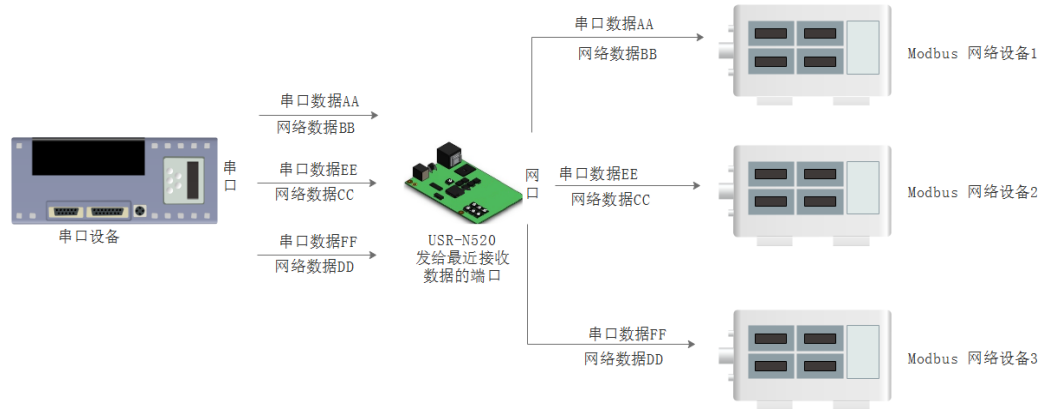 串口数据AA
网络数据BB
Modbus 网络设备1
串口数据AA
网络数据BB
串口
串口数据EE
网络数据CC
网口
串口数据EE
网络数据CC
Modbus 网络设备2
串口设备
串口数据FF
网络数据DD
USR-N520
发给最近接收
数据的端口
串口数据FF
网络数据DD
Modbus 网络设备3